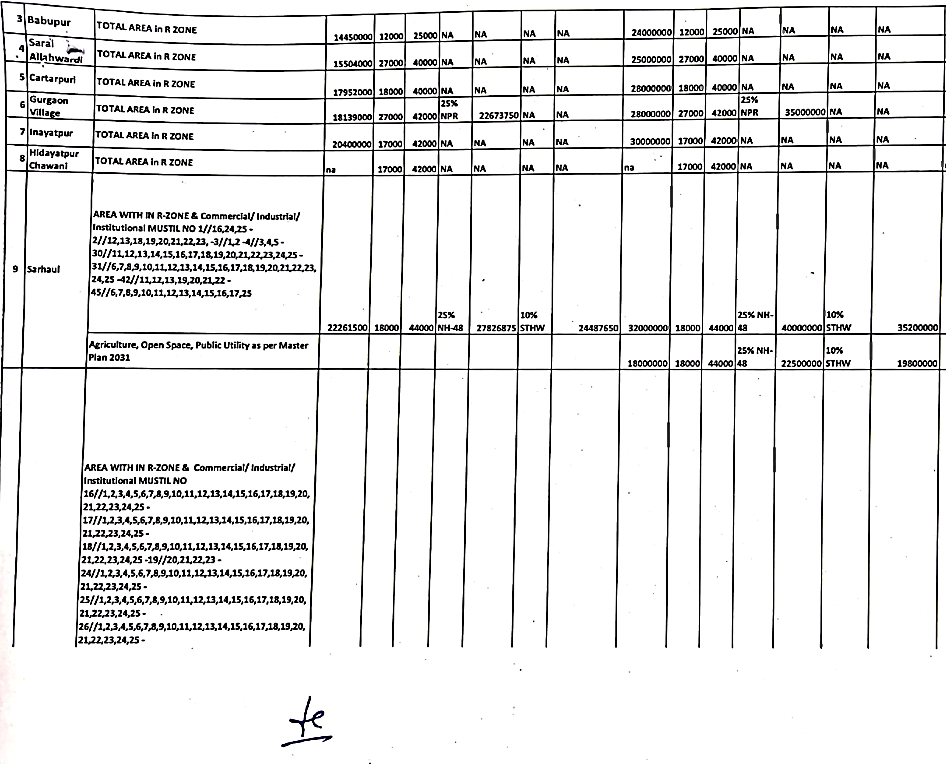 3 Babupur TOTAL AREA in R ZONE 14450000 12000 25000 NA NA NA NA 24000000 12000 25000 NA NA NA NA
4 Sarai Allahwardi TOTAL AREA in R ZONE 15504000 27000 40000 NA NA NA NA 25000000 27000 40000 NA NA NA NA
5 Cartarpuri TOTAL AREA in R ZONE 17952000 18000 40000 NA NA NA NA 28000000 18000 40000 NA NA NA NA
6 Gurgaon Village TOTAL AREA in R ZONE 18139000 27000 42000 25% NPR 22673750 NA NA 28000000 27000 42000 25% NPR 35000000 NA NA
7 Inayatpur TOTAL AREA in R ZONE 20400000 17000 42000 NA NA NA NA 30000000 17000 42000 NA NA NA NA
8 Hidayatpur Chawani TOTAL AREA in R ZONE na 17000 42000 NA NA NA NA na 17000 42000 NA NA NA NA
9 Sarhaul
AREA WITH IN R-ZONE & Commercial/ Industrial/
Institutional MUSTIL NO 1//16,24,25 -
2//12,13,18,19,20,21,22,23, -3//1,2 -4//3,4,5 -
30//11,12,13,14,15,16,17,18,19,20,21,22,23,24,25 -
31//6,7,8,9,10,11,12,13,14,15,16,17,18,19,20,21,22,23,
24,25 -42//11,12,13,19,20,21,22 -
45//6,7,8,9,10,11,12,13,14,15,16,17,25
22261500 18000 44000 25% NH-48 27826875 10% STHW 24487650 32000000 18000 44000 25% NH-48 40000000 10% STHW 35200000
Agriculture, Open Space, Public Utility as per Master
Plan 2031
18000000 18000 44000 25% NH-48 22500000 10% STHW 19800000
AREA WITH IN R-ZONE & Commercial/ Industrial/
Institutional MUSTIL NO
16//1,2,3,4,5,6,7,8,9,10,11,12,13,14,15,16,17,18,19,20,
21,22,23,24,25 -
17//1,2,3,4,5,6,7,8,9,10,11,12,13,14,15,16,17,18,19,20,
21,22,23,24,25 -
18//1,2,3,4,5,6,7,8,9,10,11,12,13,14,15,16,17,18,19,20,
21,22,23,24,25 -19//20,21,22,23 -
24//1,2,3,4,5,6,7,8,9,10,11,12,13,14,15,16,17,18,19,20,
21,22,23,24,25 -
25//1,2,3,4,5,6,7,8,9,10,11,12,13,14,15,16,17,18,19,20,
21,22,23,24,25 -
26//1,2,3,4,5,6,7,8,9,10,11,12,13,14,15,16,17,18,19,20,
21,22,23,24,25 -